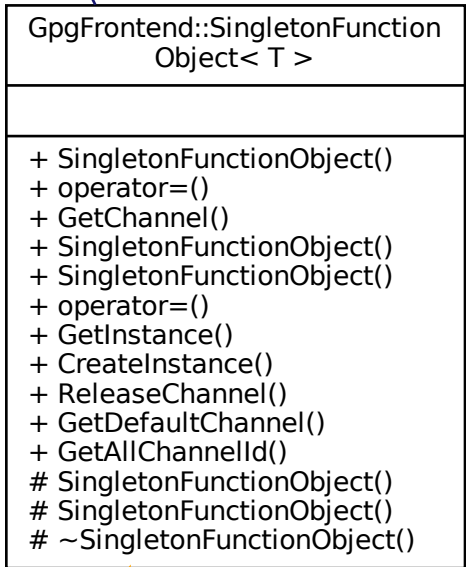 GpgFrontend::SingletonFunction
Object< T >
+ SingletonFunctionObject()
+ operator=()
+ GetChannel()
+ SingletonFunctionObject()
+ SingletonFunctionObject()
+ operator=()
+ GetInstance()
+ CreateInstance()
+ ReleaseChannel()
+ GetDefaultChannel()
+ GetAllChannelId()
# SingletonFunctionObject()
# SingletonFunctionObject()
# ~SingletonFunctionObject()